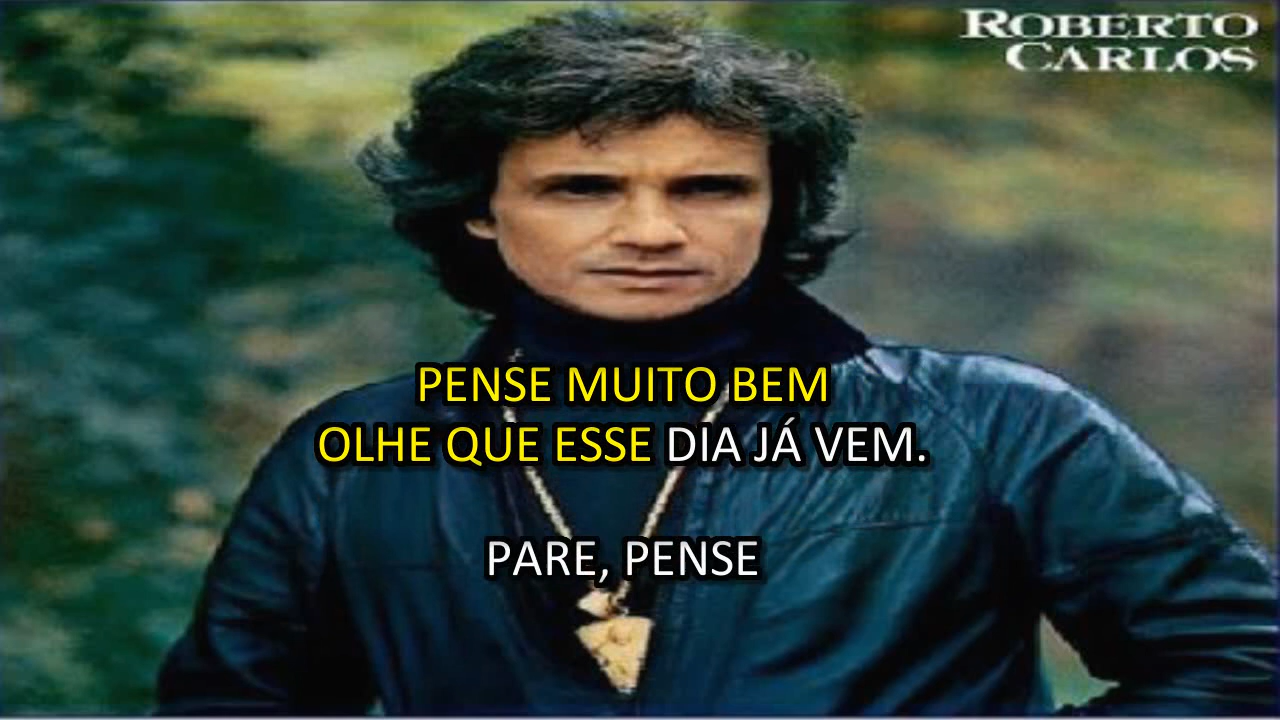 ROBERTO
CARLOS
PENSE MUITO BEM
OLHE QUE ESSE DIA JÁ VEM.
PARE, PENSE